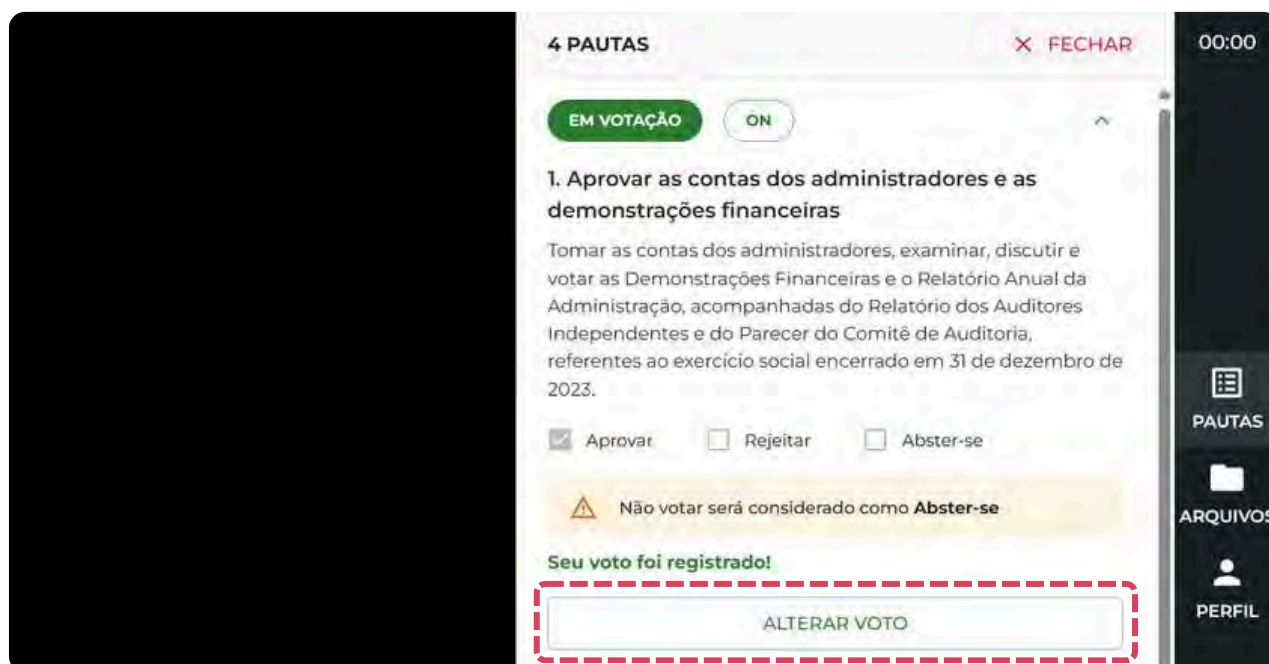 4 PAUTAS
FECHAR
00:00
EM VOTAÇÃO
ON
1. Aprovar as contas dos administradores e as
demonstrações financeiras
Tomar as contas dos administradores, examinar, discutir e
votar as Demonstrações Financeiras e o Relatório Anual da
Administração, acompanhadas do Relatório dos Auditores
Independentes e do Parecer do Comitê de Auditoria,
referentes ao exercício social encerrado em 31 de dezembro de
2023.
Aprovar
Rejeitar
Abster-se
Não votar será considerado como Abster-se
Seu voto foi registrado!
ALTERAR VOTO
PAUTAS
ARQUIVOS
PERFIL